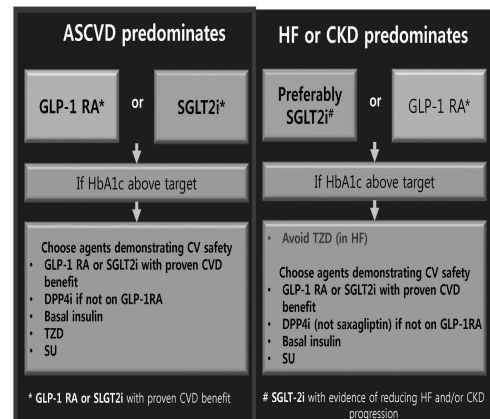 ASCVD predominates
GLP-1 RA*
or
SGLT2i*
If HbA1c above target
Choose agents demonstrating CV safety
• GLP-1 RA or SGLT2i with proven CVD
benefit
• DPP4i if not on GLP-1RA
• Basal insulin
• TZD
• SU
* GLP-1 RA or SLGT2i with proven CVD benefit
HF or CKD predominates
Preferably
SGLT2i#
or
GLP-1 RA*
If HbA1c above target
• Avoid TZD (in HF)
Choose agents demonstrating CV safety
• GLP-1 RA or SGLT2i with proven CVD
benefit
• DPP4i (not saxagliptin) if not on GLP-1RA
• Basal insulin
• SU
# SGLT-2i with evidence of reducing HF and/or CKD
progression